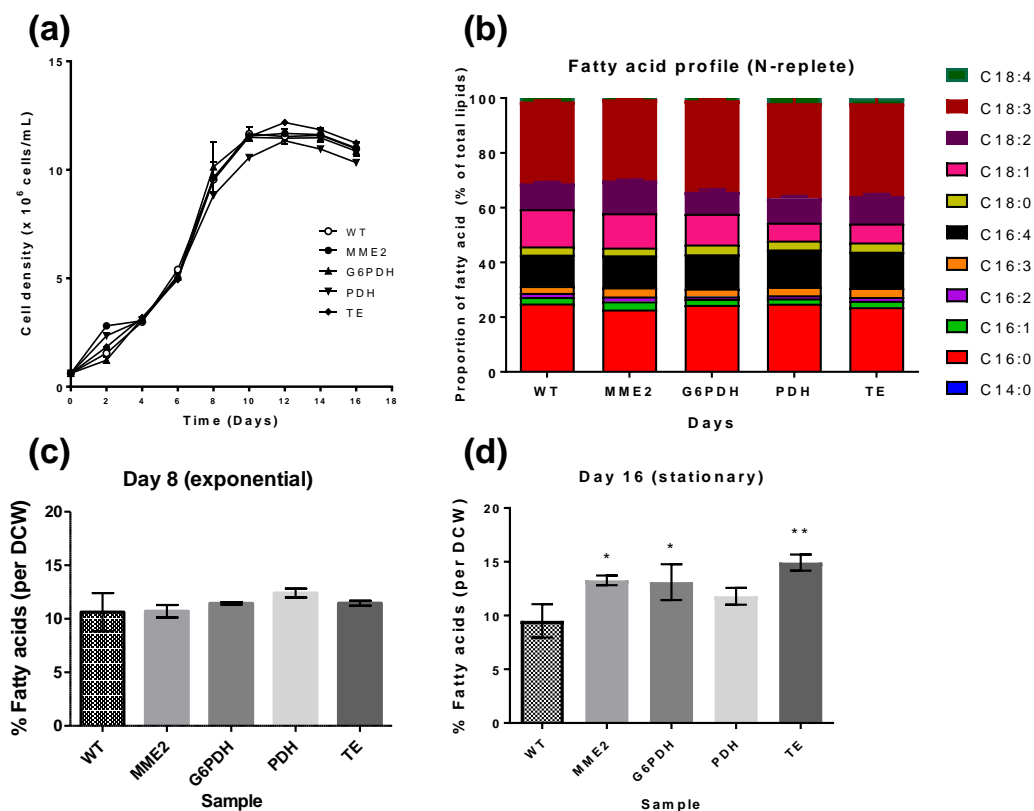 (a)
15
10
5
0
0 2 4 6 8 10 12 14 16 18
Cell density (x 10⁶ cells/mL)
Time (Days)
WT
MME2
G6PDH
PDH
TE
(b)
Fatty acid profile (N-replete)
100
80
60
40
20
0
Proportion of fatty acid (% of total lipids)
WT MME2 G6PDH PDH TE
Days
C18:4
C18:3
C18:2
C18:1
C18:0
C16:4
C16:3
C16:2
C16:1
C16:0
C14:0
(c)
Day 8 (exponential)
20
15
10
5
0
% Fatty acids (per DCW)
WT MME2 G6PDH PDH TE
Sample
(d)
Day 16 (stationary)
20
15
10
5
0
% Fatty acids (per DCW)
* * **
WT MME2 G6PDH PDH TE
Sample